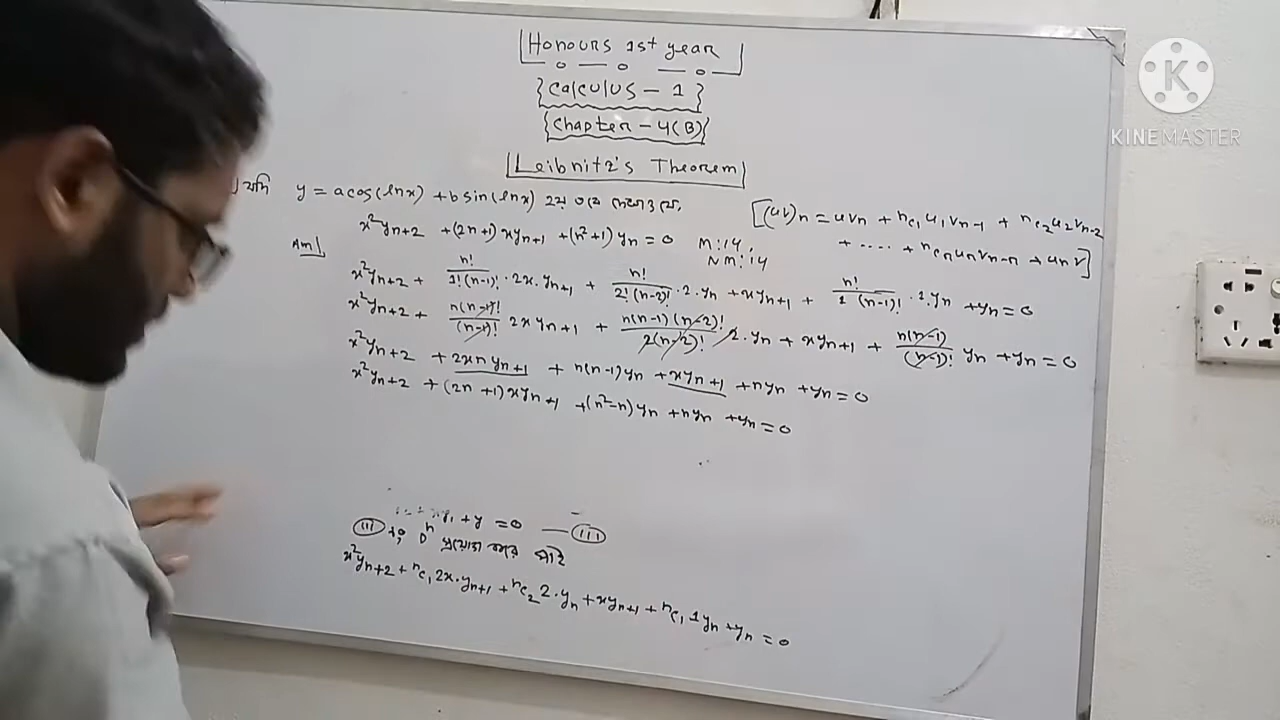 Honours 1st year
Calculus - 1
Chapter - 4(B)
Leibnitz's Theorem
যদি y = a cos(lnx) + b sin(lnx) হয় তবে দেখাও যে,
x²yₙ₊₂ + (2n+1) xyₙ₊₁ + (n²+1) yₙ = 0
M:14,
NM:14
[(uv)ₙ = uvₙ + ⁿc₁u₁vₙ₋₁ + ⁿc₂u₂vₙ₋₂
+ ..... + ⁿcₙuₙvₙ₋ₙ + uₙv]
Ans
x²yₙ₊₂ + n!/1!(n-1)! · 2x. yₙ₊₁ + n!/2!(n-2)! · 2. yₙ + xyₙ₊₁ + n!/1 (n-1)! · 1. yₙ + yₙ = 0
x²yₙ₊₂ + n(n-1)!/(n-1)! 2xyₙ₊₁ + n(n-1)(n-2)!/2(n-2)! 2. yₙ + xyₙ₊₁ + n(n-1)/(n-1)! yₙ + yₙ = 0
x²yₙ₊₂ + 2xnyₙ₊₁ + n(n-1)yₙ + xyₙ₊₁ + nyₙ + yₙ = 0
x²yₙ₊₂ + (2n+1)xyₙ₊₁ + (n²-n)yₙ + nyₙ + yₙ = 0
y₁ + y = 0 — (III)
(III) Dⁿ প্রয়োগ করে পাই
x²yₙ₊₂ + ⁿc₁ 2x·yₙ₊₁ + ⁿc₂ 2·yₙ + xyₙ₊₁ + ⁿc₁ 1yₙ + yₙ = 0
KINEMASTER